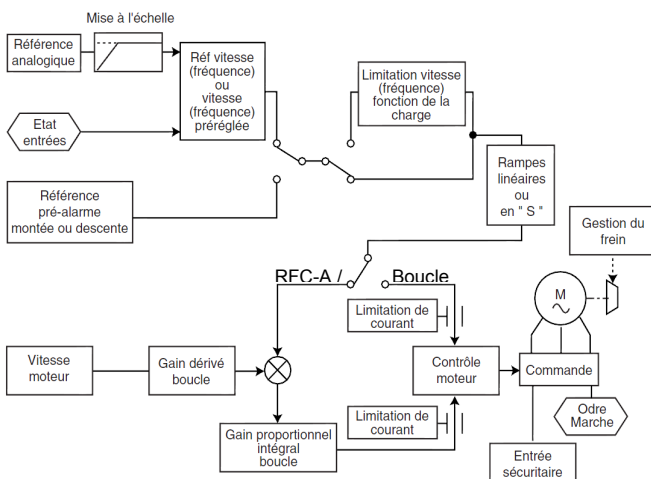 Mise à l'échelle
Référence
analogique
Réf vitesse
(fréquence)
ou
vitesse
(fréquence)
préréglée
Limitation vitesse
(fréquence)
fonction de la
charge
Etat
entrées
Rampes
linéaires
ou
en " S "
Référence
pré-alarme
montée ou descente
Gestion du
frein
RFC-A / Boucle
M
Limitation de
courant
Vitesse
moteur
Gain dérivé
boucle
Contrôle
moteur
Commande
Odre
Marche
Limitation de
courant
Gain proportionnel
intégral
boucle
Entrée
sécuritaire